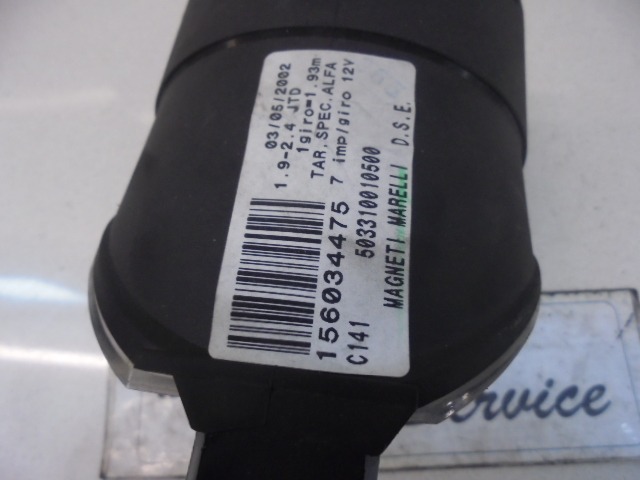 03/05/2002
1.9-2.4 JTD
1giro=1.93m
TAR.SPEC.ALFA
7 imp/giro 12V
156034475
C141 503310010500
MAGNETI MARELLI D.S.E.
Service